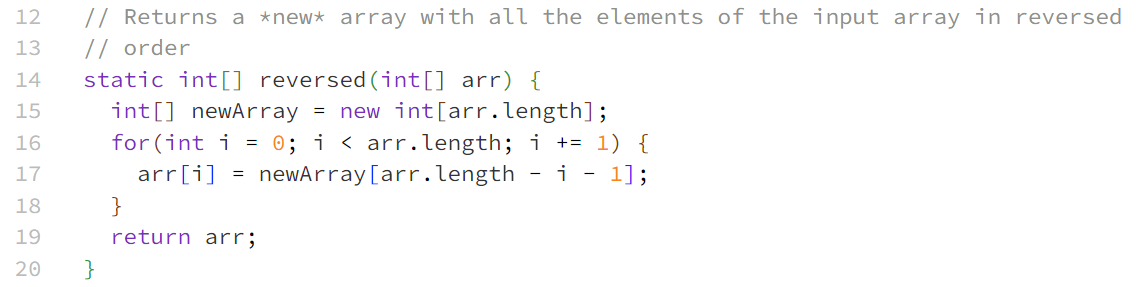 12 // Returns a *new* array with all the elements of the input array in reversed
13 // order
14 static int[] reversed(int[] arr) {
15 int[] newArray = new int[arr.length];
16 for(int i = 0; i < arr.length; i += 1) {
17 arr[i] = newArray[arr.length - i - 1];
18 }
19 return arr;
20 }